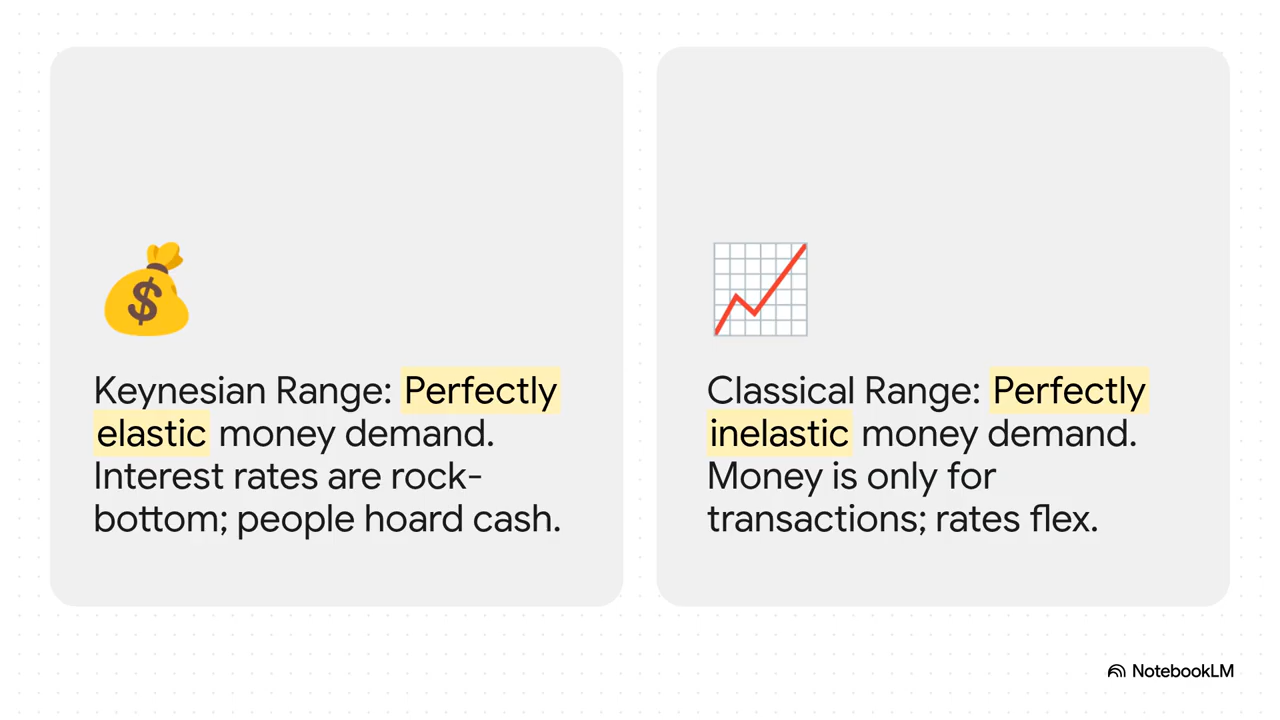 Keynesian Range: Perfectly
elastic money demand.
Interest rates are rock-
bottom; people hoard cash.
Classical Range: Perfectly
inelastic money demand.
Money is only for
transactions; rates flex.
NotebookLM